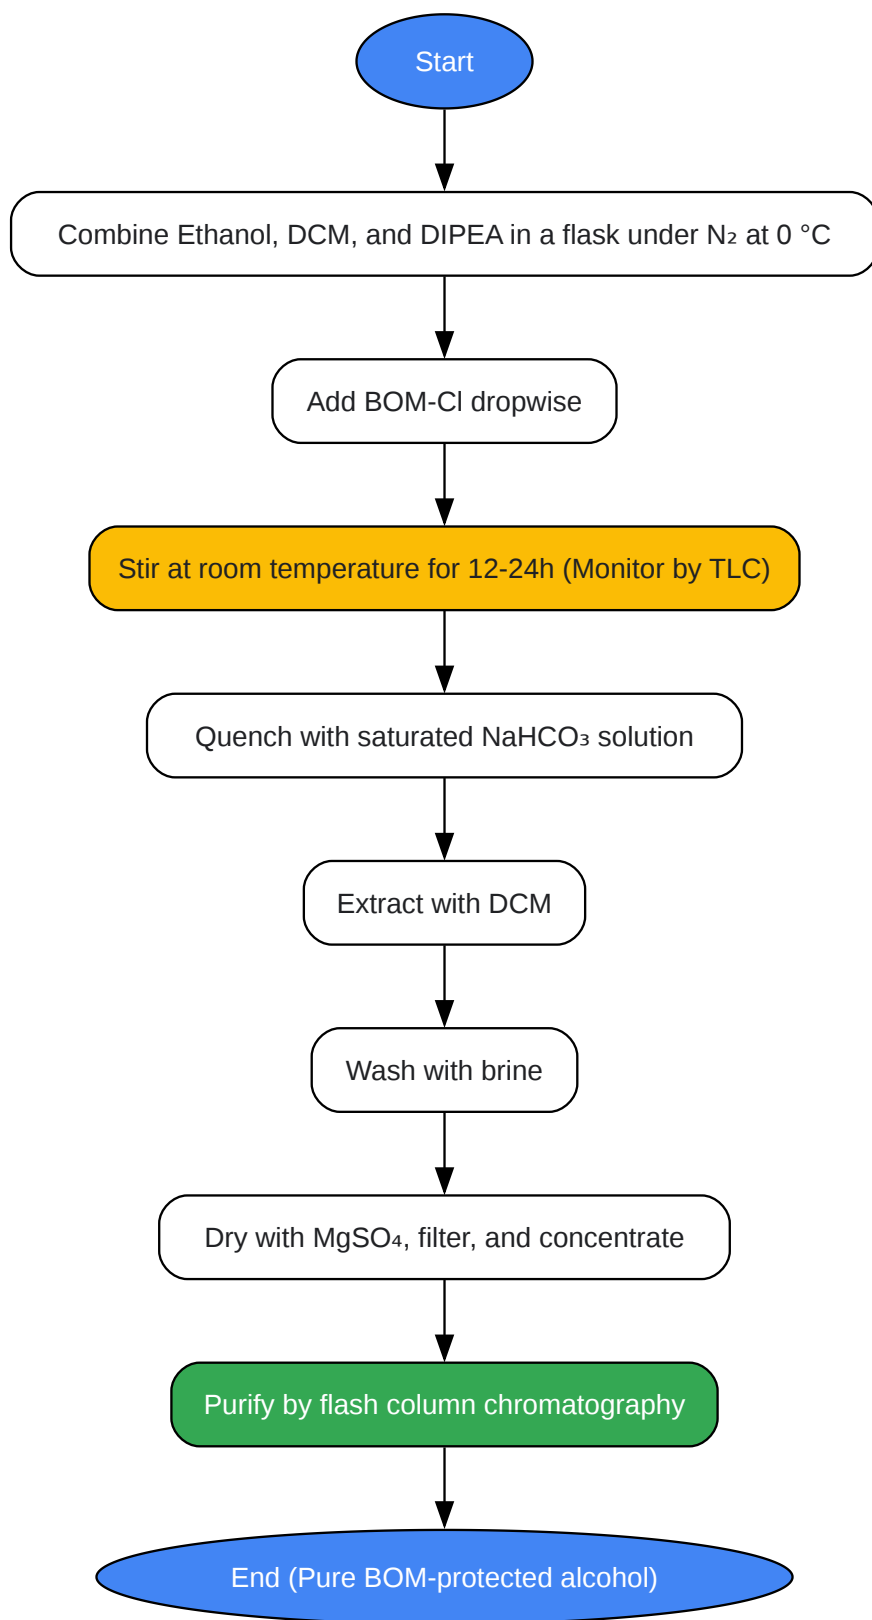 Start
Combine Ethanol, DCM, and DIPEA in a flask under N₂ at 0 °C
Add BOM-Cl dropwise
Stir at room temperature for 12-24h (Monitor by TLC)
Quench with saturated NaHCO₃ solution
Extract with DCM
Wash with brine
Dry with MgSO₄, filter, and concentrate
Purify by flash column chromatography
End (Pure BOM-protected alcohol)